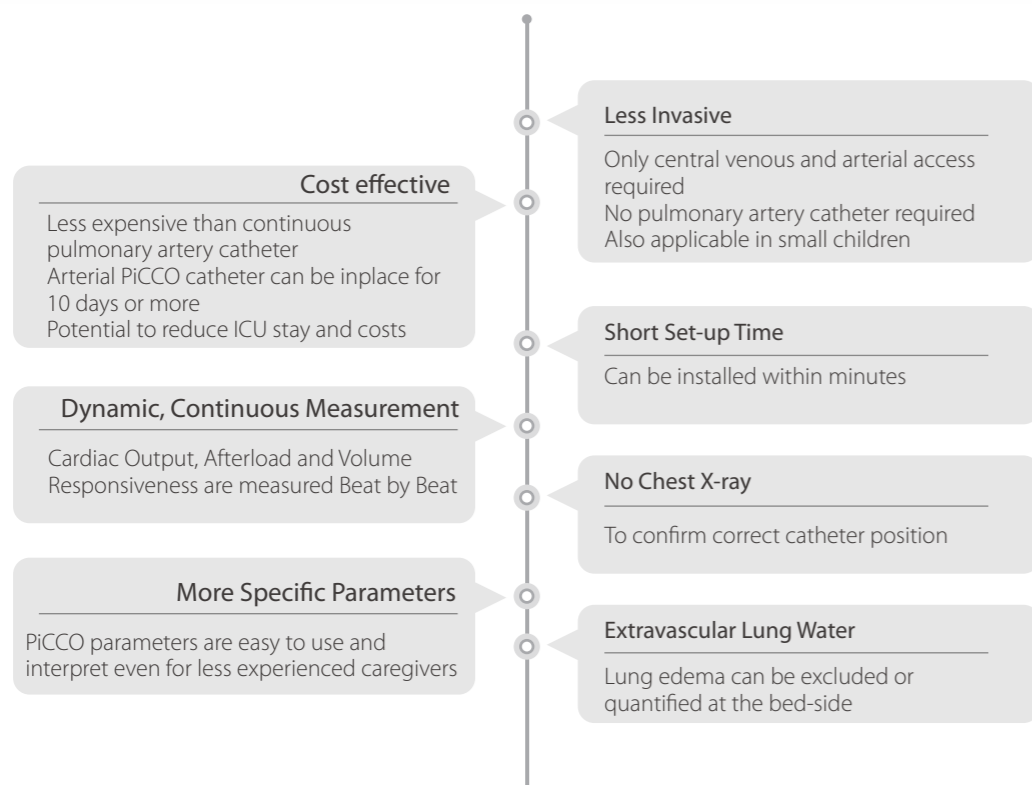 Less Invasive
Only central venous and arterial access
required
No pulmonary artery catheter required
Also applicable in small children
Cost effective
Less expensive than continuous
pulmonary artery catheter
Arterial PiCCO catheter can be inplace for
10 days or more
Potential to reduce ICU stay and costs
Short Set-up Time
Can be installed within minutes
Dynamic, Continuous Measurement
Cardiac Output, Afterload and Volume
Responsiveness are measured Beat by Beat
No Chest X-ray
To confirm correct catheter position
More Specific Parameters
PiCCO parameters are easy to use and
interpret even for less experienced caregivers
Extravascular Lung Water
Lung edema can be excluded or
quantified at the bed-side